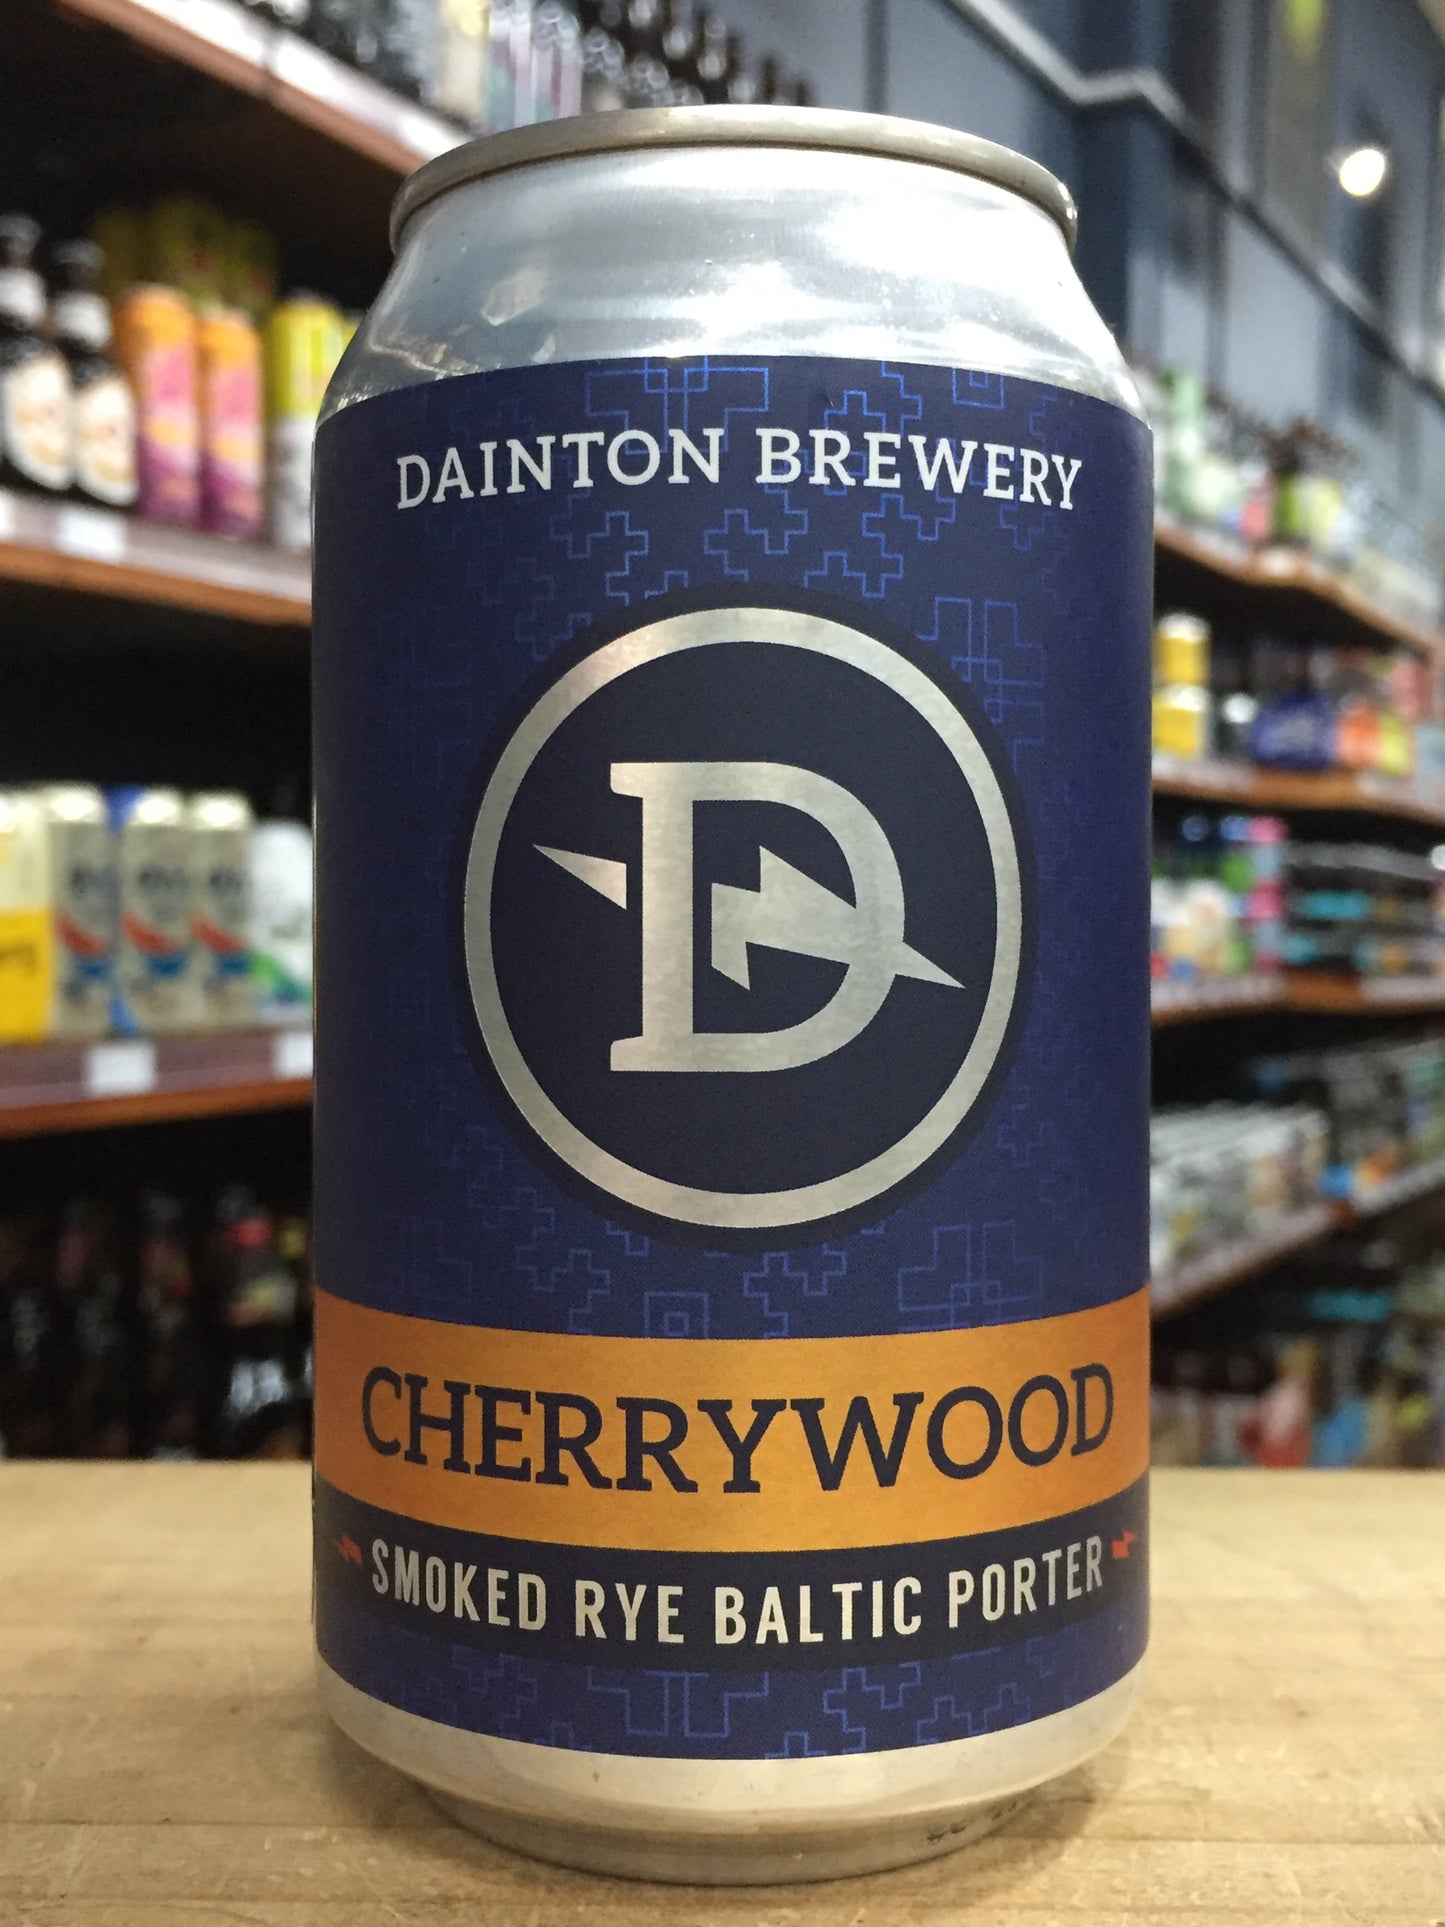 DAINTON BREWERY
D
CHERRYWOOD
SMOKED RYE BALTIC PORTER